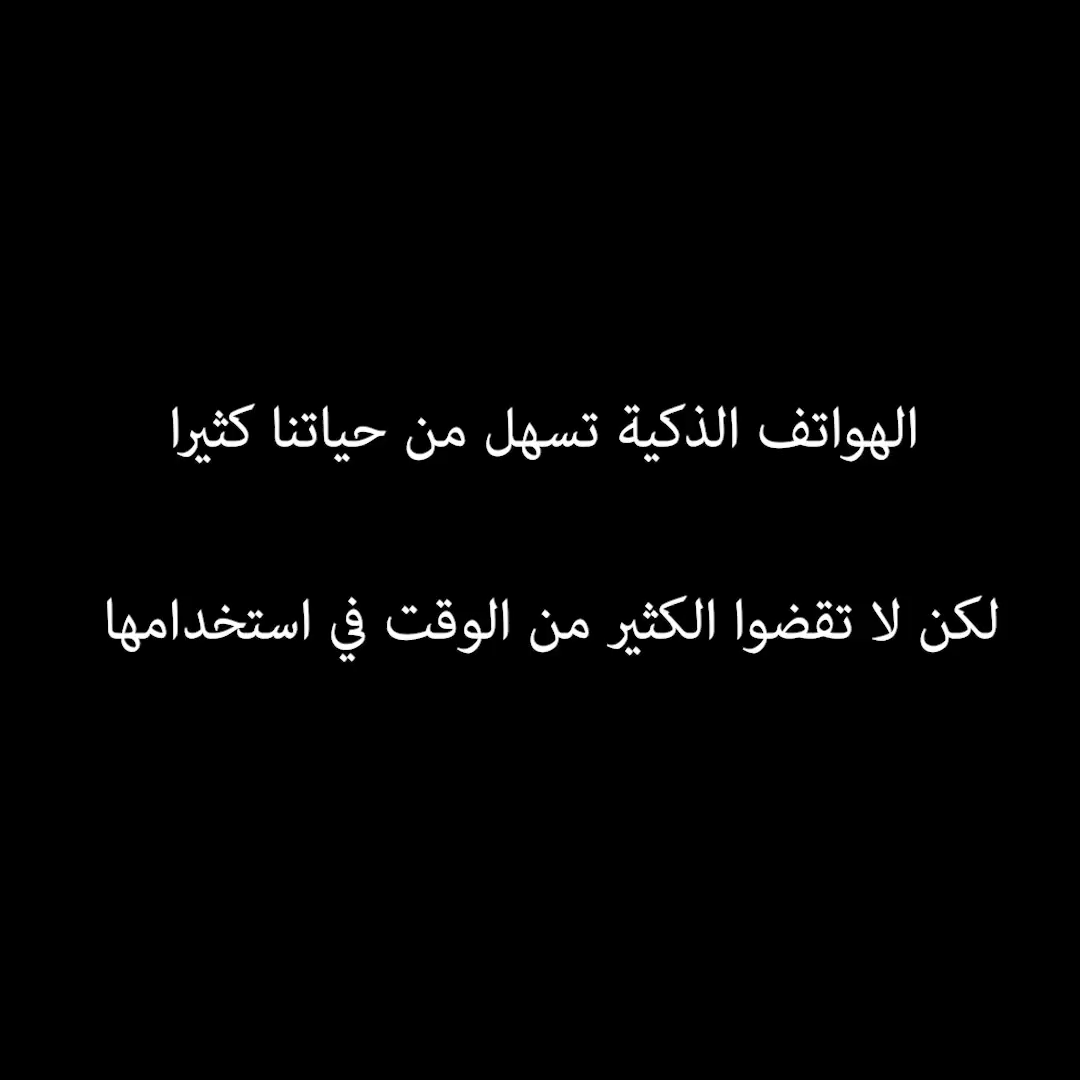 الهواتف الذكية تسهل من حياتنا كثيرا
لكن لا تقضوا الكثير من الوقت في استخدامها